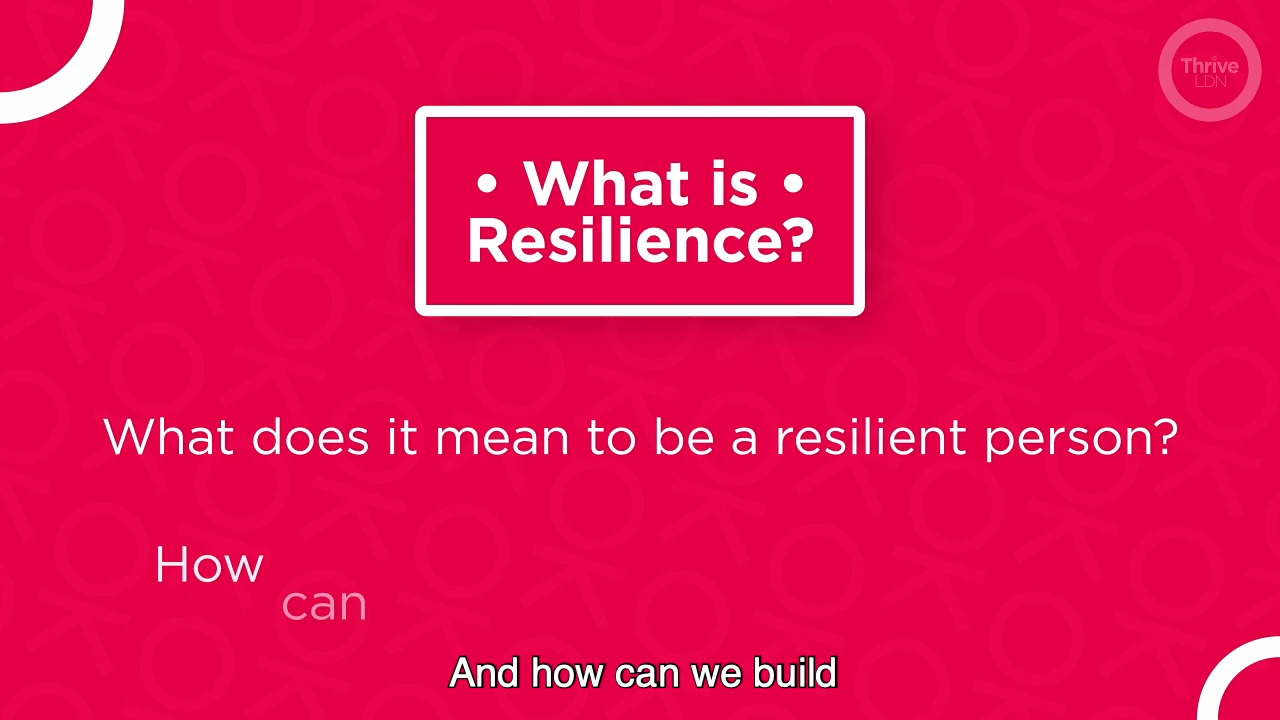 Thrive
LDN
• What is •
Resilience?
What does it mean to be a resilient person?
How
can
And how can we build